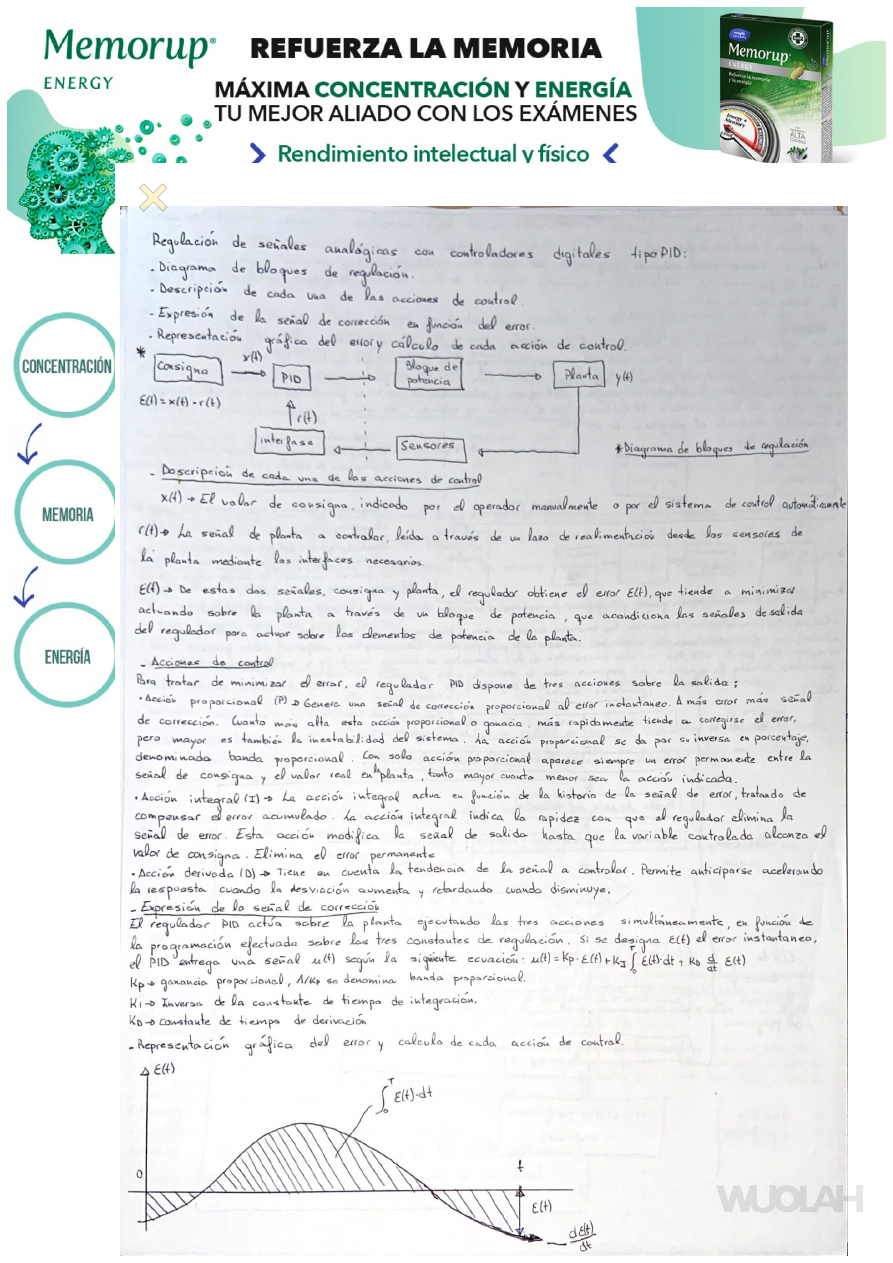 Memorup®
ENERGY
REFUERZA LA MEMORIA
MÁXIMA CONCENTRACIÓN Y ENERGÍA
TU MEJOR ALIADO CON LOS EXÁMENES
Rendimiento intelectual y físico
Memorup
ENERGY
Refuerza la memoria
y la energía
Energy +
Memory
ALTA
CONCENTRACIÓN
MEMORIA
ENERGÍA
Regulación de señales analógicas con controladores digitales tipo PID:
- Diagrama de bloques de regulación.
- Descripción de cada una de las acciones de control.
- Expresión de la señal de corrección en función del error.
- Representación gráfica del error y cálculo de cada acción de control.
*
Consigna
x(t)
PID
Bloque de
potencia
Planta
y(t)
Ɛ(t) = x(t) - r(t)
r(t)
interfase
Sensores
*Diagrama de bloques de regulación
- Doscripción de cada una de las acciones de control
x(t) → El valor de consigna, indicado por el operador manualmente o por el sistema de control automáticamente
r(t) → La señal de planta a controlar, leída a través de un lazo de realimentación desde los sensores de
la planta mediante los interfaces necesarios.
Ɛ(t) → De estas dos señales, consigna y planta, el regulador obtiene el error Ɛ(t), que tiende a minimizar
actuando sobre la planta a través de un bloque de potencia, que acondiciona las señales de salida
del regulador para actuar sobre los elementos de potencia de la planta.
- Acciones de control
Para tratar de minimizar el error, el regulador PID dispone de tres acciones sobre la salida:
· Acción proporcional (P) → Genera una señal de corrección proporcional al error instantaneo. A más error más señal
de corrección. Cuanto más alta esta acción proporcional o ganacia, más rapidamente tiende a corregirse el error,
pero mayor es también la inestabilidad del sistema. La acción proporcional se da por su inversa en porcentaje,
denominada banda proporcional. Con solo acción proporcional aparece siempre un error permanente entre la
señal de consigna y el valor real en la planta, tanto mayor cuanto menor sea la acción indicada.
· Acción integral (I) → La acción integral actua en función de la historia de la señal de error, tratando de
compensar el error acumulado. La acción integral indica la rapidez con que al regulador elimina la
señal de error. Esta acción modifica la señal de salida hasta que la variable controlada alcanza el
valor de consigna. Elimina el error permanente
· Acción derivada (D) → Tiene en cuenta la tendencia de la señal a controlar. Permite anticiparse acelerando
la respuesta cuando la desviación aumenta y retardando cuando disminuye.
- Expresión de la señal de corrección
El regulador PID actúa sobre la planta ejecutando las tres acciones simultáneamente, en función de
la programación efectuada sobre las tres constantes de regulación. Si se designa Ɛ(t) el error instantaneo,
el PID entrega una señal u(t) según la siguiente ecuación: u(t) = Kp · Ɛ(t) + KI ∫₀ᵀ Ɛ(t)·dt + KD d/dt Ɛ(t)
Kp → ganancia proporcional, 1/Kp se denomina banda proporcional.
KI → Inversa de la constante de tiempo de integración.
KD → Constante de tiempo de derivación
- Representación gráfica del error y calculo de cada acción de control.
Ɛ(t)
∫₀ᵀ Ɛ(t)·dt
0
t
Ɛ(t)
dƐ(t)/dt
WUOLAH